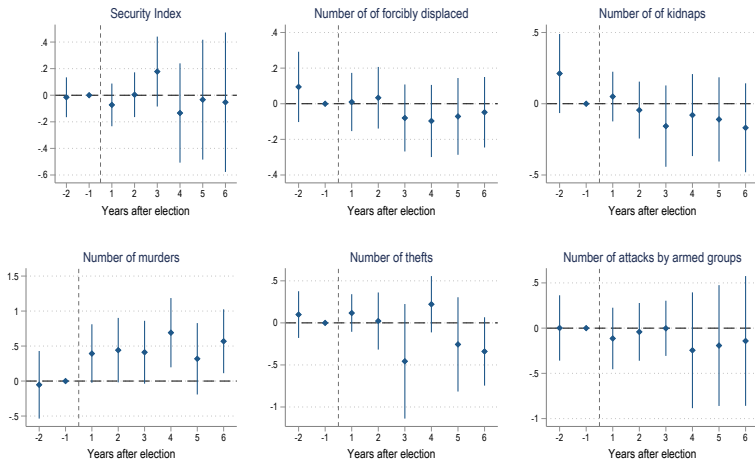 Security Index
.4
.2
0
-.2
-.4
-.6
-2 -1 1 2 3 4 5 6
Years after election
Number of of forcibly displaced
.4
.2
0
-.2
-.4
-2 -1 1 2 3 4 5 6
Years after election
Number of of kidnaps
.5
0
-.5
-2 -1 1 2 3 4 5 6
Years after election
Number of murders
1.5
1
.5
0
-.5
-2 -1 1 2 3 4 5 6
Years after election
Number of thefts
.5
0
-.5
-1
-2 -1 1 2 3 4 5 6
Years after election
Number of attacks by armed groups
.5
0
-.5
-1
-2 -1 1 2 3 4 5 6
Years after election